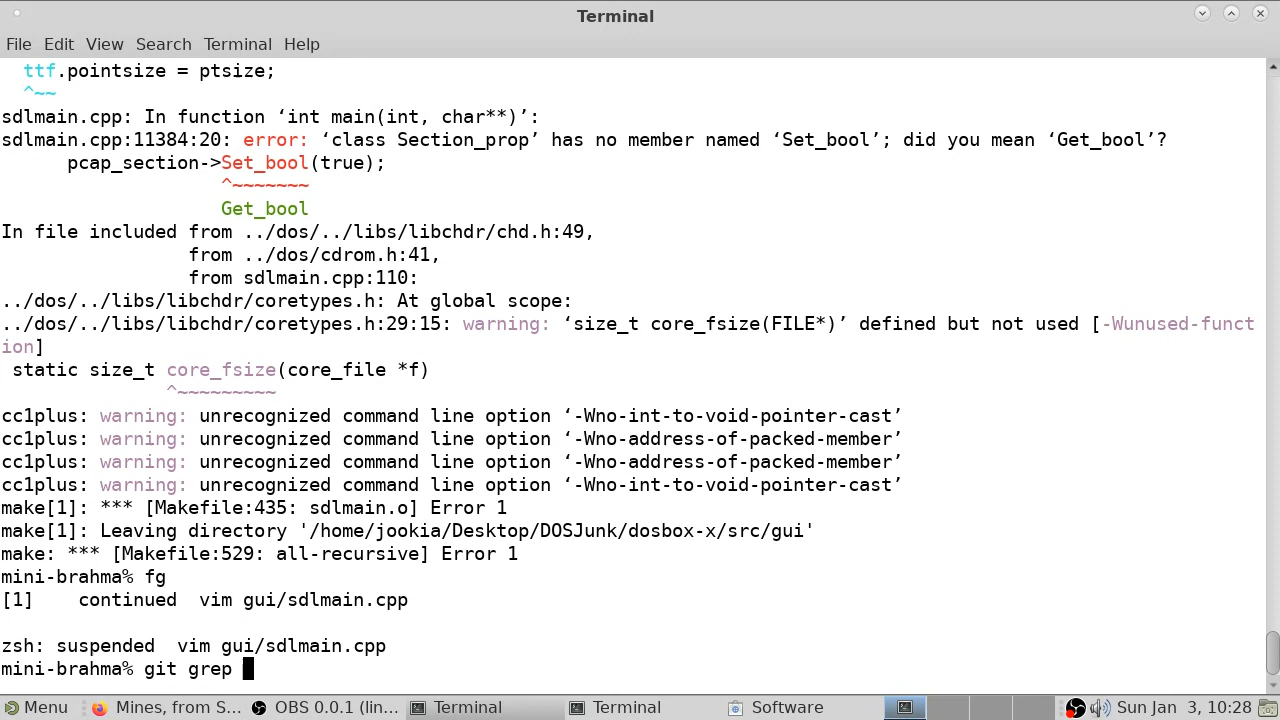 Terminal
File Edit View Search Terminal Help
ttf.pointsize = ptsize;
^~~
sdlmain.cpp: In function ‘int main(int, char**)’:
sdlmain.cpp:11384:20: error: ‘class Section_prop’ has no member named ‘Set_bool’; did you mean ‘Get_bool’?
pcap_section->Set_bool(true);
^~~~~~~~
Get_bool
In file included from ../dos/../libs/libchdr/chd.h:49,
from ../dos/cdrom.h:41,
from sdlmain.cpp:110:
../dos/../libs/libchdr/coretypes.h: At global scope:
../dos/../libs/libchdr/coretypes.h:29:15: warning: ‘size_t core_fsize(FILE*)’ defined but not used [-Wunused-funct
ion]
static size_t core_fsize(core_file *f)
^~~~~~~~~~
cc1plus: warning: unrecognized command line option ‘-Wno-int-to-void-pointer-cast’
cc1plus: warning: unrecognized command line option ‘-Wno-address-of-packed-member’
cc1plus: warning: unrecognized command line option ‘-Wno-address-of-packed-member’
cc1plus: warning: unrecognized command line option ‘-Wno-int-to-void-pointer-cast’
make[1]: *** [Makefile:435: sdlmain.o] Error 1
make[1]: Leaving directory '/home/jookia/Desktop/DOSJunk/dosbox-x/src/gui'
make: *** [Makefile:529: all-recursive] Error 1
mini-brahma% fg
[1]    continued  vim gui/sdlmain.cpp
zsh: suspended  vim gui/sdlmain.cpp
mini-brahma% git grep
Menu Mines, from S... OBS 0.0.1 (lin... Terminal Terminal Software Sun Jan 3, 10:28